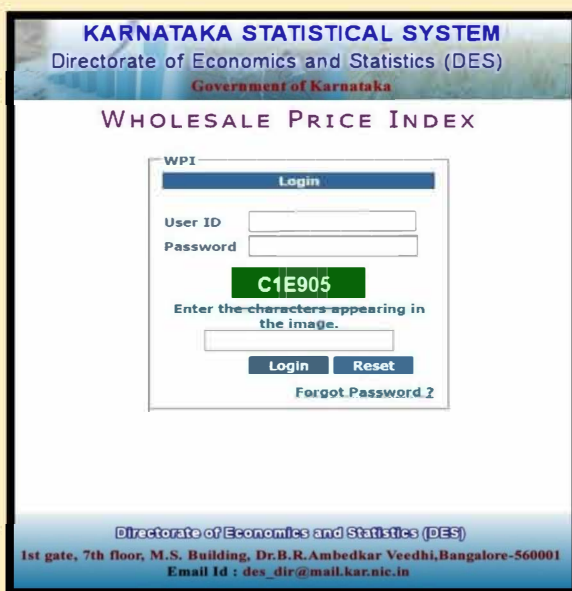 KARNATAKA STATISTICAL SYSTEM
Directorate of Economics and Statistics (DES)
Government of Karnataka
WHOLESALE PRICE INDEX
WPI
Login
User ID
Password
C1E905
Enter the characters appearing in
the image.
Login Reset
Forgot Password ?
Directorate of Economics and Statistics (DES)
1st gate, 7th floor, M.S. Building, Dr.B.R.Ambedkar Veedhi,Bangalore-560001
Email Id : des_dir@mail.kar.nic.in